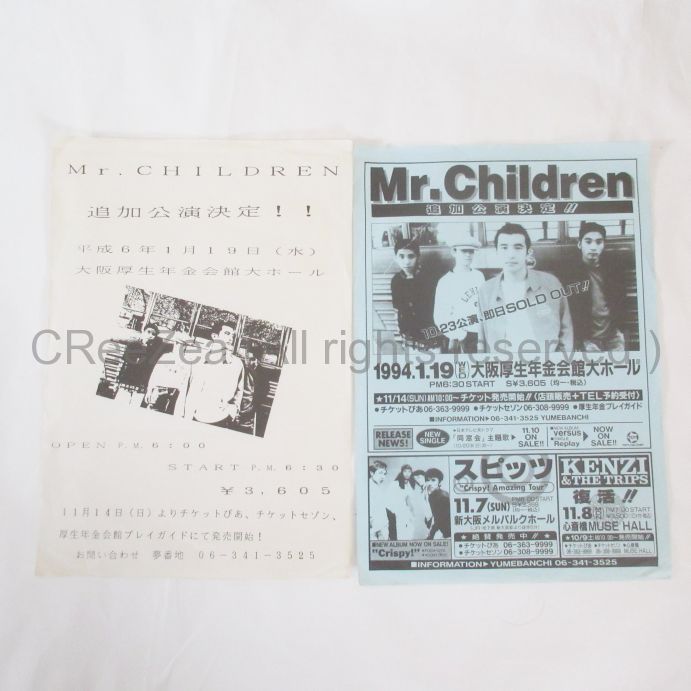 Mr. CHILDREN
追加公演決定！！
平成6年1月19日(水)
大阪厚生年金会館大ホール
OPEN P.M. 6:00
START P.M. 6:30
¥3,605
11月14日(日)よりチケットぴあ、チケットセゾン、
厚生年金会館プレイガイドにて発売開始！
お問い合わせ 夢番地 06-341-3525
Mr.Children
追加公演決定!!
10.23公演、即日SOLD OUT!!
1994.1.19 大阪厚生年金会館大ホール
PM6:30 START S¥3,605(均一・税込)
★11/14(SUN)AM10:00〜チケット発売開始!!(店頭販売+TEL予約受付)
●チケットぴあ06-363-9999 ●チケットセゾン06-308-9999 ●厚生年金プレイガイド
■INFORMATION▶YUMEBANCHI
RELEASE NEWS!
NEW SINGLE
「同窓会」主題歌
11.10 ON SALE!!
versus
Replay
NOW ON SALE!!
スピッツ
"Crispy! Amazing Tour"
11.7(SUN)
新大阪メルパルクホール
★絶賛発売中!!★
●チケットぴあ 06-363-9999
●チケットセゾン 06-308-9999
■NEW ALBUM NOW ON SALE!
"Crispy!"
KENZI & THE TRIPS
復活!!
11.8
心斎橋MUSE HALL
■INFORMATION▶YUMEBANCHI 06-341-3525
CReeZea (All rights reserved)